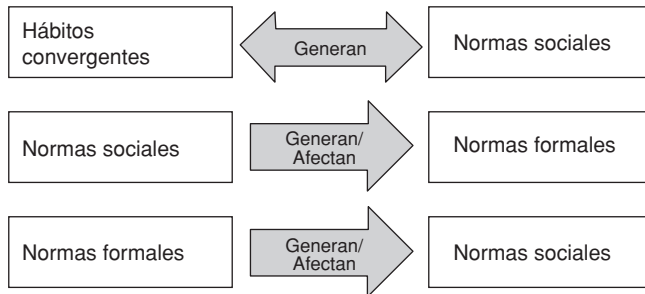 Hábitos
convergentes
Generan
Normas sociales
Normas sociales
Generan/
Afectan
Normas formales
Normas formales
Generan/
Afectan
Normas sociales